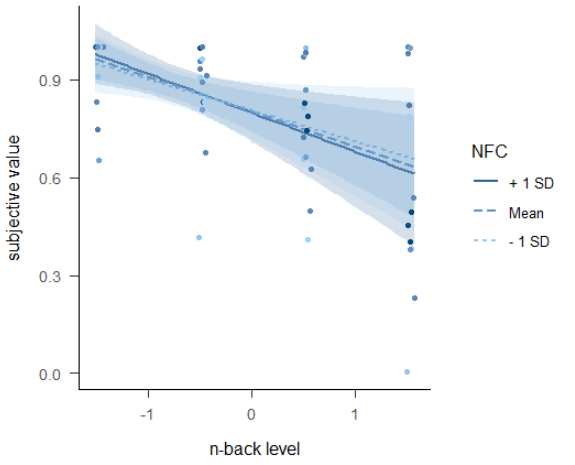 subjective value
0.9
0.6
0.3
0.0
-1
0
1
n-back level
NFC
+ 1 SD
Mean
- 1 SD